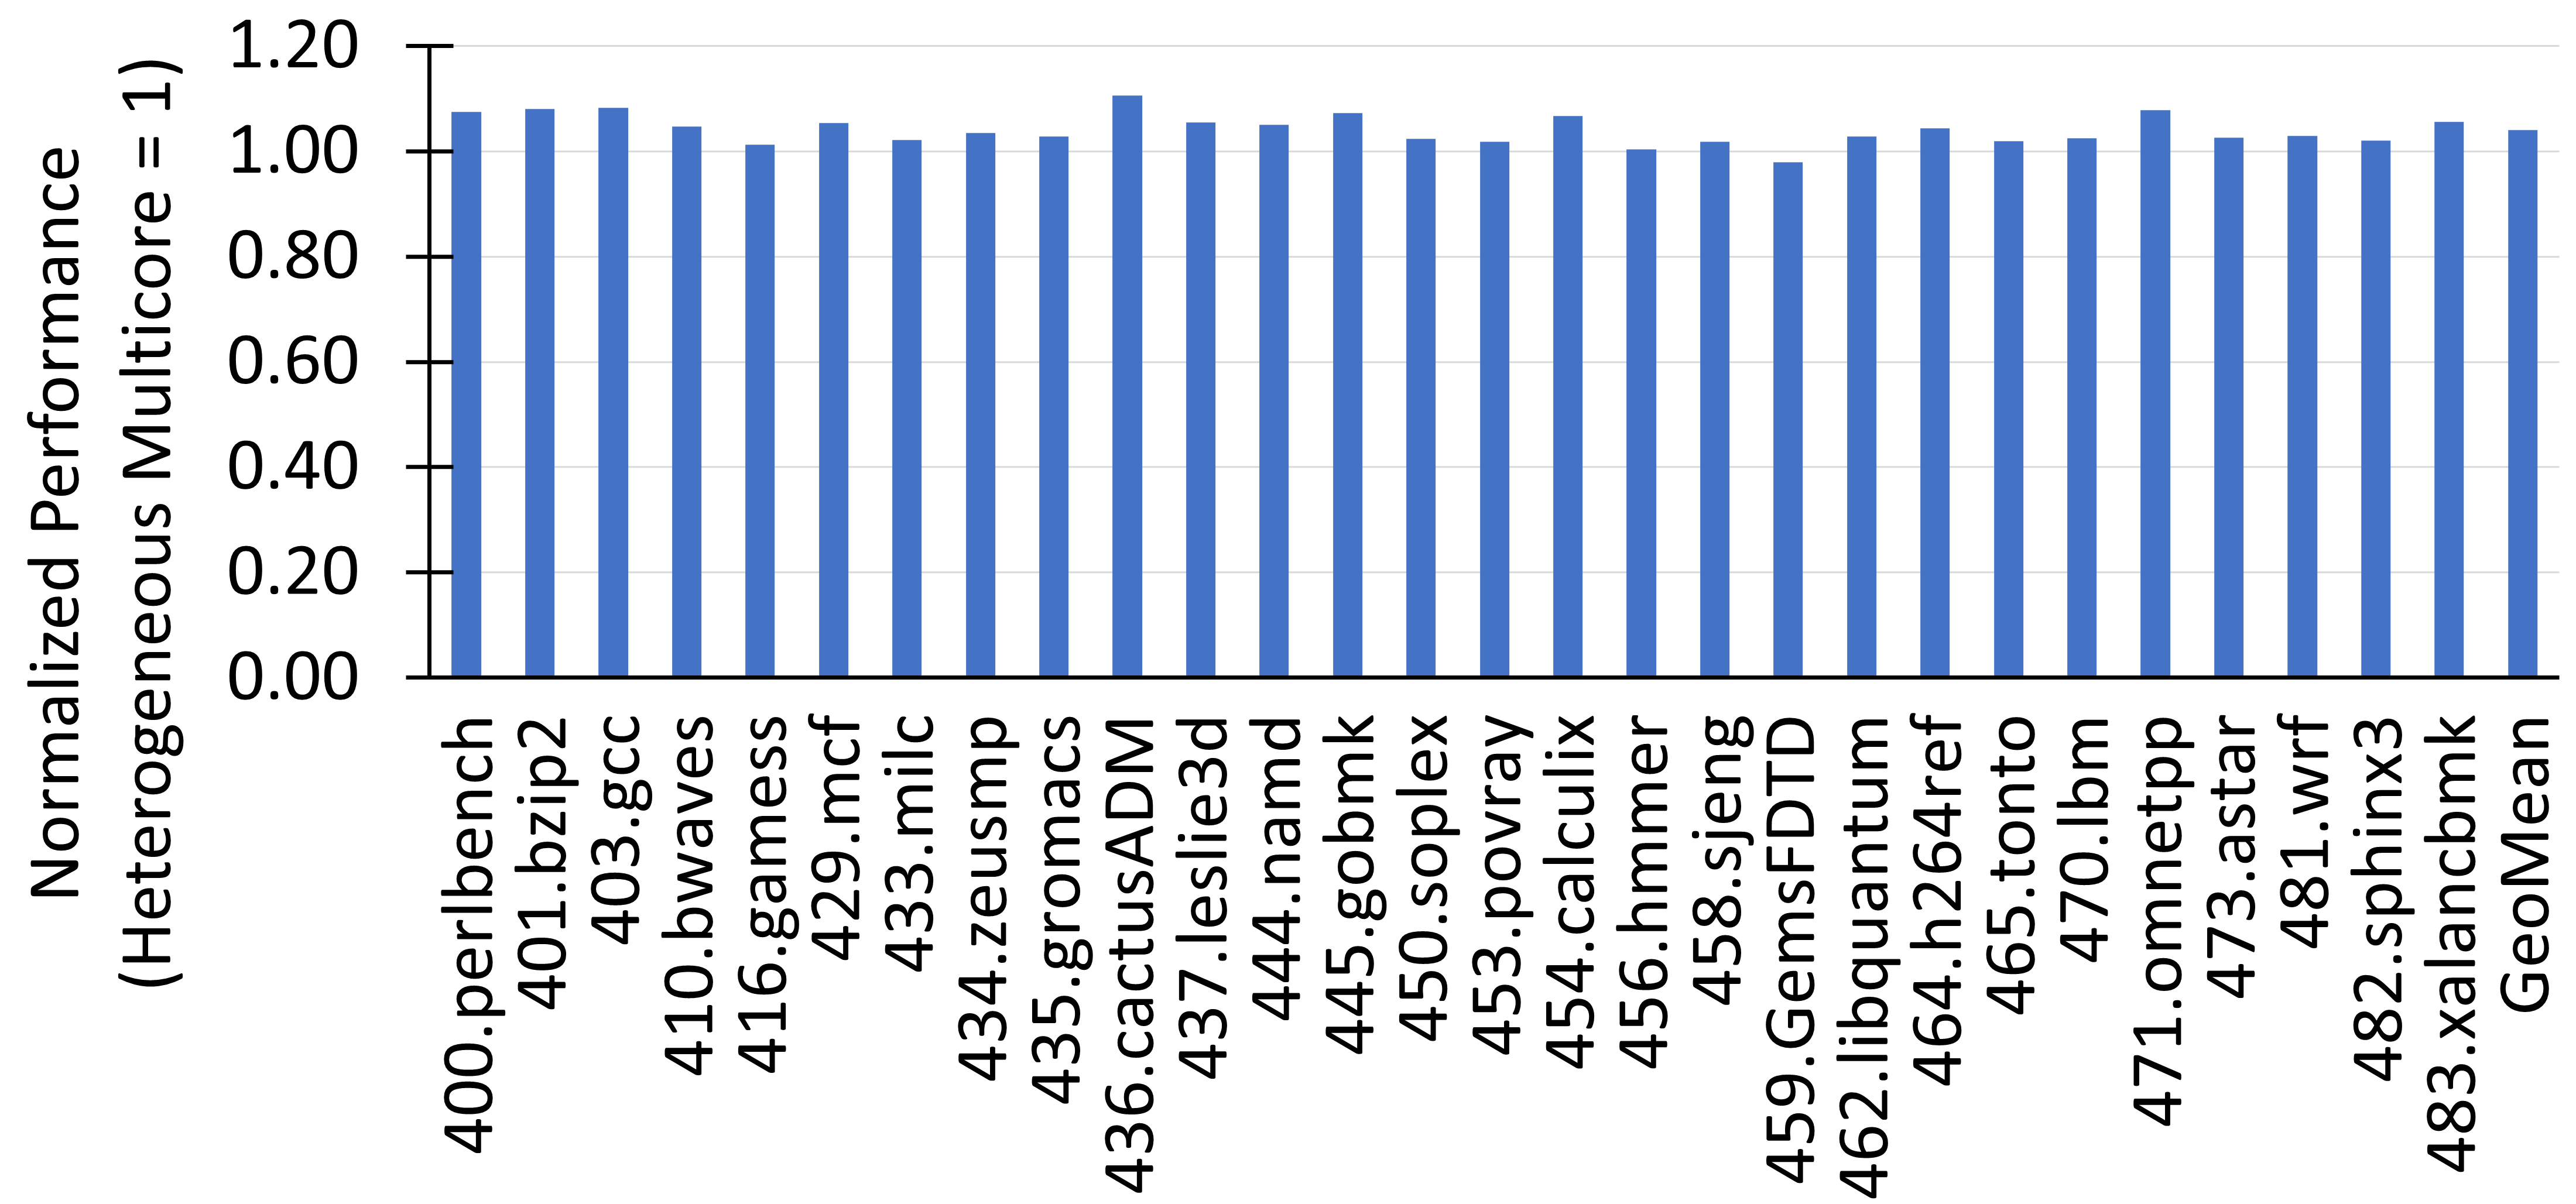 Normalized Performance
(Heterogeneous Multicore = 1)
1.20
1.00
0.80
0.60
0.40
0.20
0.00
400.perlbench
401.bzip2
403.gcc
410.bwaves
416.gamess
429.mcf
433.milc
434.zeusmp
435.gromacs
436.cactusADM
437.leslie3d
444.namd
445.gobmk
450.soplex
453.povray
454.calculix
456.hmmer
458.sjeng
459.GemsFDTD
462.libquantum
464.h264ref
465.tonto
470.lbm
471.omnetpp
473.astar
481.wrf
482.sphinx3
483.xalancbmk
GeoMean